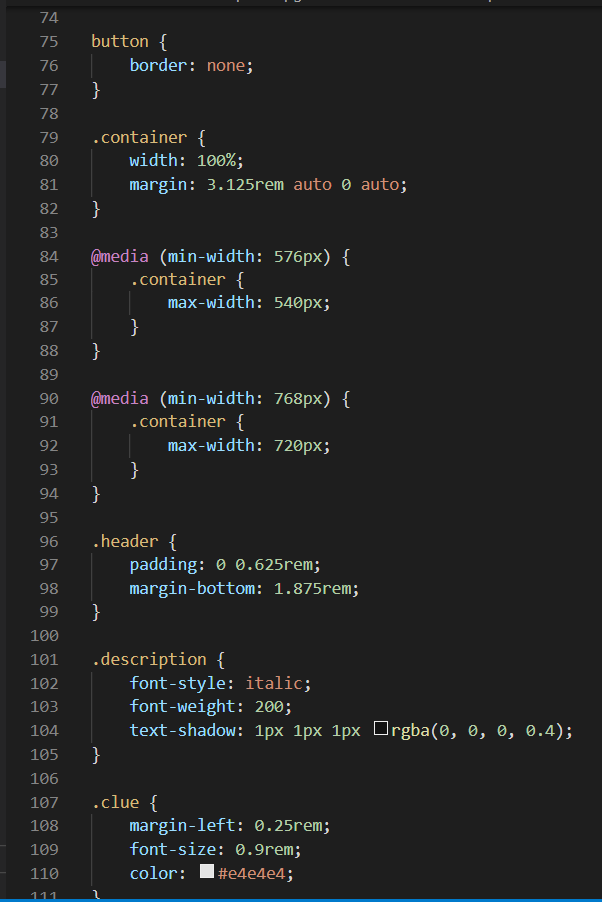 74
75 button {
76 border: none;
77 }
78
79 .container {
80 width: 100%;
81 margin: 3.125rem auto 0 auto;
82 }
83
84 @media (min-width: 576px) {
85 .container {
86 max-width: 540px;
87 }
88 }
89
90 @media (min-width: 768px) {
91 .container {
92 max-width: 720px;
93 }
94 }
95
96 .header {
97 padding: 0 0.625rem;
98 margin-bottom: 1.875rem;
99 }
100
101 .description {
102 font-style: italic;
103 font-weight: 200;
104 text-shadow: 1px 1px 1px rgba(0, 0, 0, 0.4);
105 }
106
107 .clue {
108 margin-left: 0.25rem;
109 font-size: 0.9rem;
110 color: #e4e4e4;
111 }